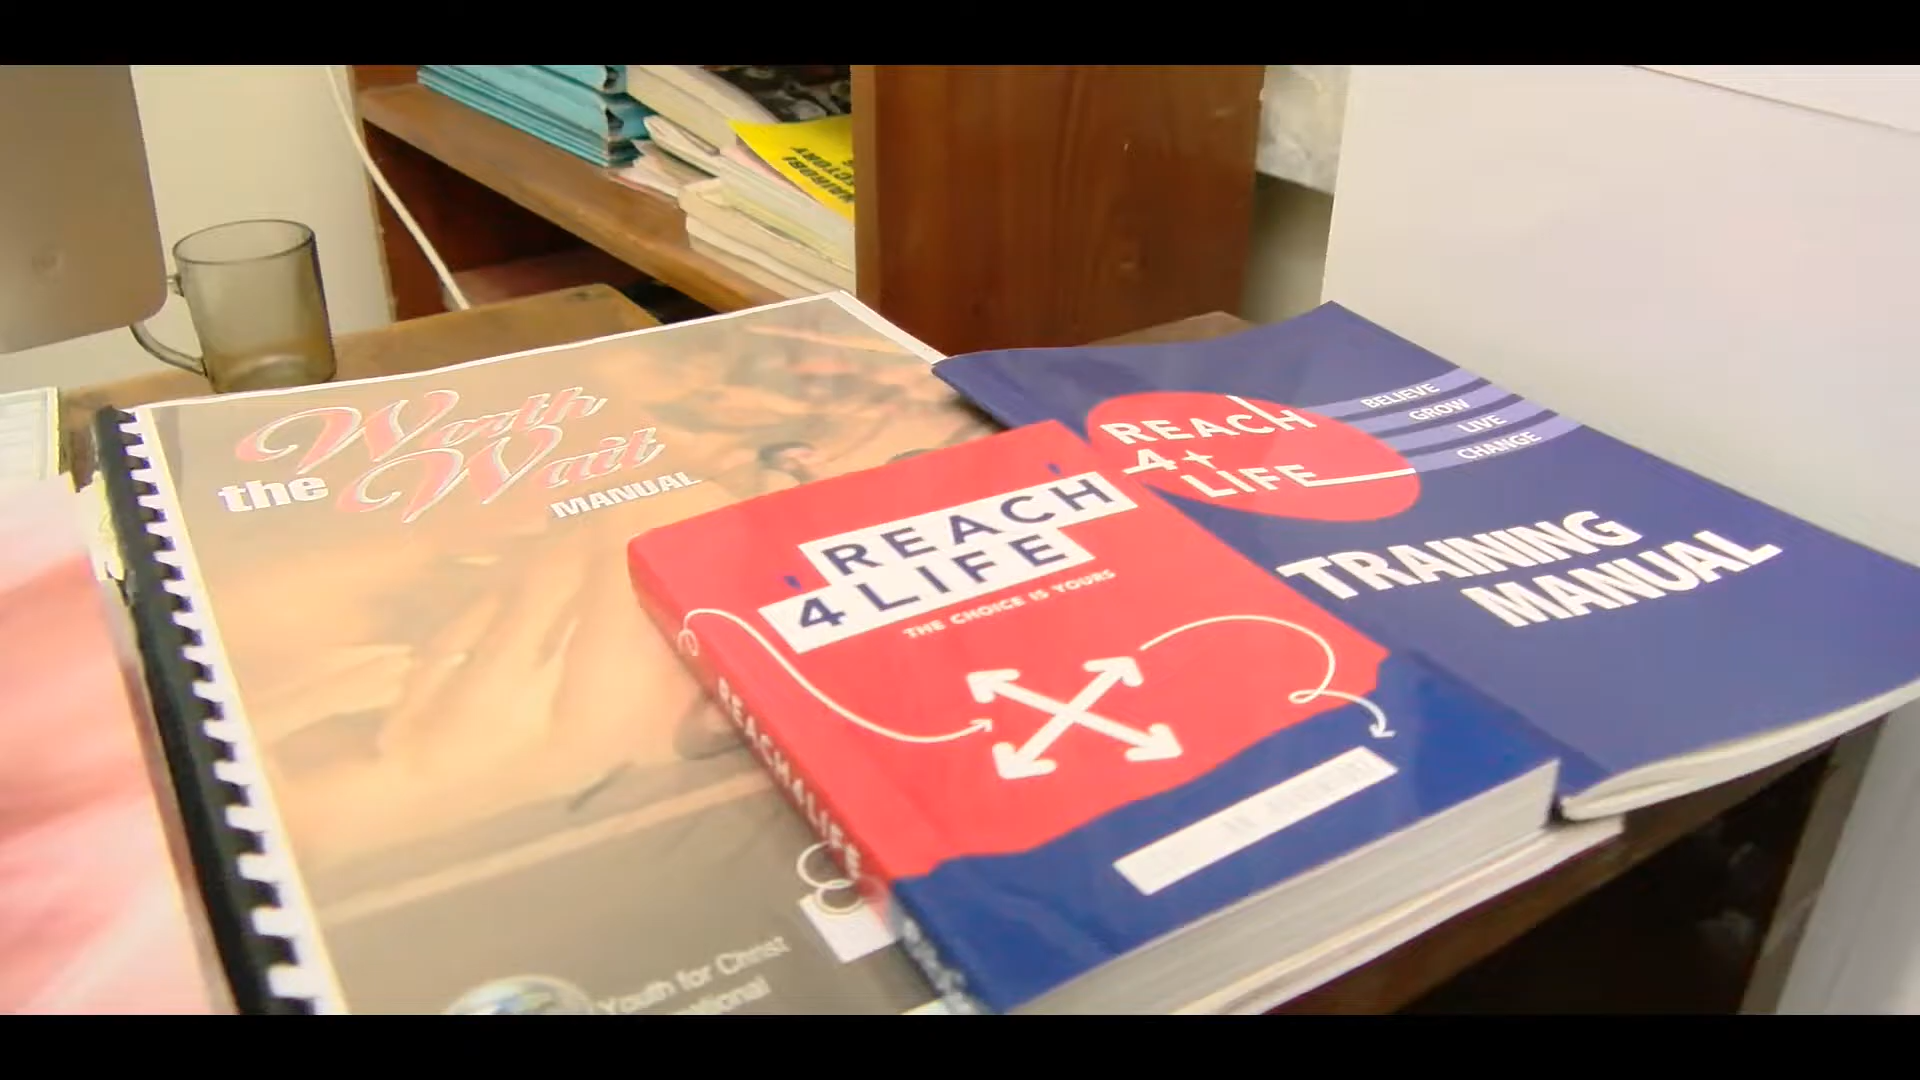 Worth
the Wait
MANUAL
Youth for Christ
REACH
4 LIFE
THE CHOICE IS YOURS
REACH4LIFE
REACH
4
LIFE
BELIEVE
GROW
LIVE
CHANGE
TRAINING
MANUAL
NAIROBI